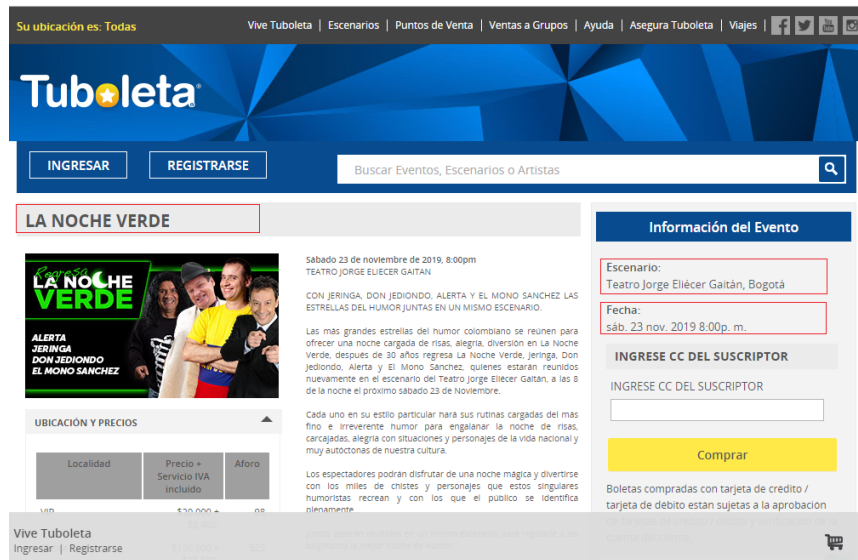 Su ubicación es: Todas
Vive Tuboleta | Escenarios | Puntos de Venta | Ventas a Grupos | Ayuda | Asegura Tuboleta | Viajes |
Tuboleta
INGRESAR
REGISTRARSE
Buscar Eventos, Escenarios o Artistas
LA NOCHE VERDE
Regresa
LA NOCHE
VERDE
ALERTA
JERINGA
DON JEDIONDO
EL MONO SANCHEZ
UBICACIÓN Y PRECIOS
Localidad
Precio +
Servicio IVA
incluido
Aforo
VIP
$20.000 +
98
Sábado 23 de noviembre de 2019, 8:00pm
TEATRO JORGE ELIECER GAITAN
CON JERINGA, DON JEDIONDO, ALERTA Y EL MONO SANCHEZ LAS
ESTRELLAS DEL HUMOR JUNTAS EN UN MISMO ESCENARIO.
Las más grandes estrellas del humor colombiano se reúnen para
ofrecer una noche cargada de risas, alegría, diversión en La Noche
Verde, después de 30 años regresa La Noche Verde, Jeringa, Don
Jediondo, Alerta y El Mono Sánchez, quienes estarán reunidos
nuevamente en el escenario del Teatro Jorge Eliécer Gaitán, a las 8
de la noche el próximo sábado 23 de Noviembre.
Cada uno en su estilo particular hará sus rutinas cargadas del más
fino e irreverente humor para engalanar la noche de risas,
carcajadas, alegría con situaciones y personajes de la vida nacional y
muy autóctonas de nuestra cultura.
Los espectadores podrán disfrutar de una noche mágica y divertirse
con los miles de chistes y personajes que estos singulares
humoristas recrean y con los que el público se identifica
plenamente
Información del Evento
Escenario:
Teatro Jorge Eliécer Gaitán, Bogotá
Fecha:
sáb. 23 nov. 2019 8:00p. m.
INGRESE CC DEL SUSCRIPTOR
INGRESE CC DEL SUSCRIPTOR
Comprar
Boletas compradas con tarjeta de crédito /
tarjeta de débito están sujetas a la aprobación
Vive Tuboleta
Ingresar | Registrarse